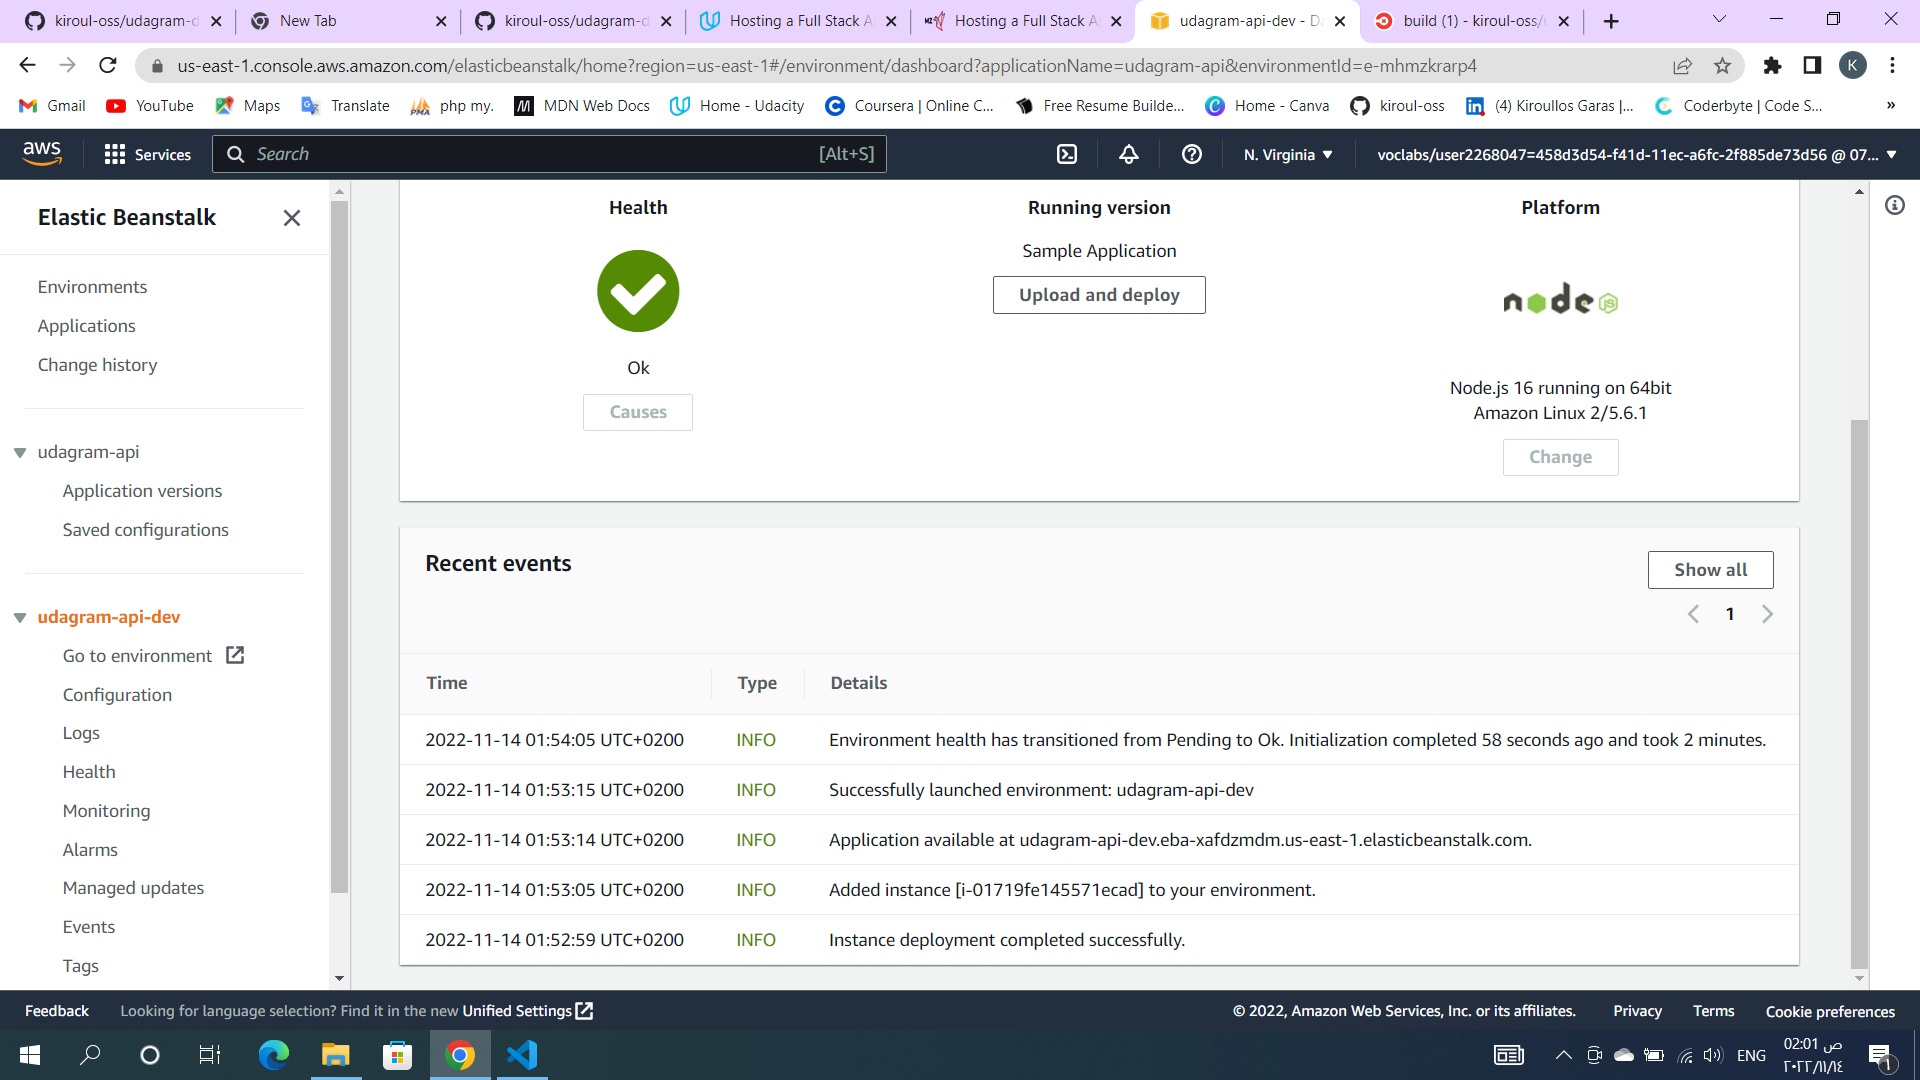 kiroul-oss/udagram-d
New Tab
kiroul-oss/udagram-d
Hosting a Full Stack A
Hosting a Full Stack A
udagram-api-dev - Da
build (1) - kiroul-oss/u
us-east-1.console.aws.amazon.com/elasticbeanstalk/home?region=us-east-1#/environment/dashboard?applicationName=udagram-api&environmentId=e-mhmzkrarp4
K
Gmail
YouTube
Maps
Translate
php my.
MDN Web Docs
Home - Udacity
Coursera | Online C...
Free Resume Builde...
Home - Canva
kiroul-oss
(4) Kiroullos Garas |...
Coderbyte | Code S...
»
aws
Services
Search
[Alt+S]
N. Virginia
voclabs/user2268047=458d3d54-f41d-11ec-a6fc-2f885de73d56 @ 07...
Elastic Beanstalk
Environments
Applications
Change history
udagram-api
Application versions
Saved configurations
udagram-api-dev
Go to environment
Configuration
Logs
Health
Monitoring
Alarms
Managed updates
Events
Tags
Health
Ok
Causes
Running version
Sample Application
Upload and deploy
Platform
node JS
Node.js 16 running on 64bit
Amazon Linux 2/5.6.1
Change
Recent events
Show all
1
Time Type Details
2022-11-14 01:54:05 UTC+0200 INFO Environment health has transitioned from Pending to Ok. Initialization completed 58 seconds ago and took 2 minutes.
2022-11-14 01:53:15 UTC+0200 INFO Successfully launched environment: udagram-api-dev
2022-11-14 01:53:14 UTC+0200 INFO Application available at udagram-api-dev.eba-xafdzmdm.us-east-1.elasticbeanstalk.com.
2022-11-14 01:53:05 UTC+0200 INFO Added instance [i-01719fe145571ecad] to your environment.
2022-11-14 01:52:59 UTC+0200 INFO Instance deployment completed successfully.
Feedback
Looking for language selection? Find it in the new Unified Settings
© 2022, Amazon Web Services, Inc. or its affiliates.
Privacy
Terms
Cookie preferences
ENG
02:01 ص
٢٠٢٢/١١/١٤
١